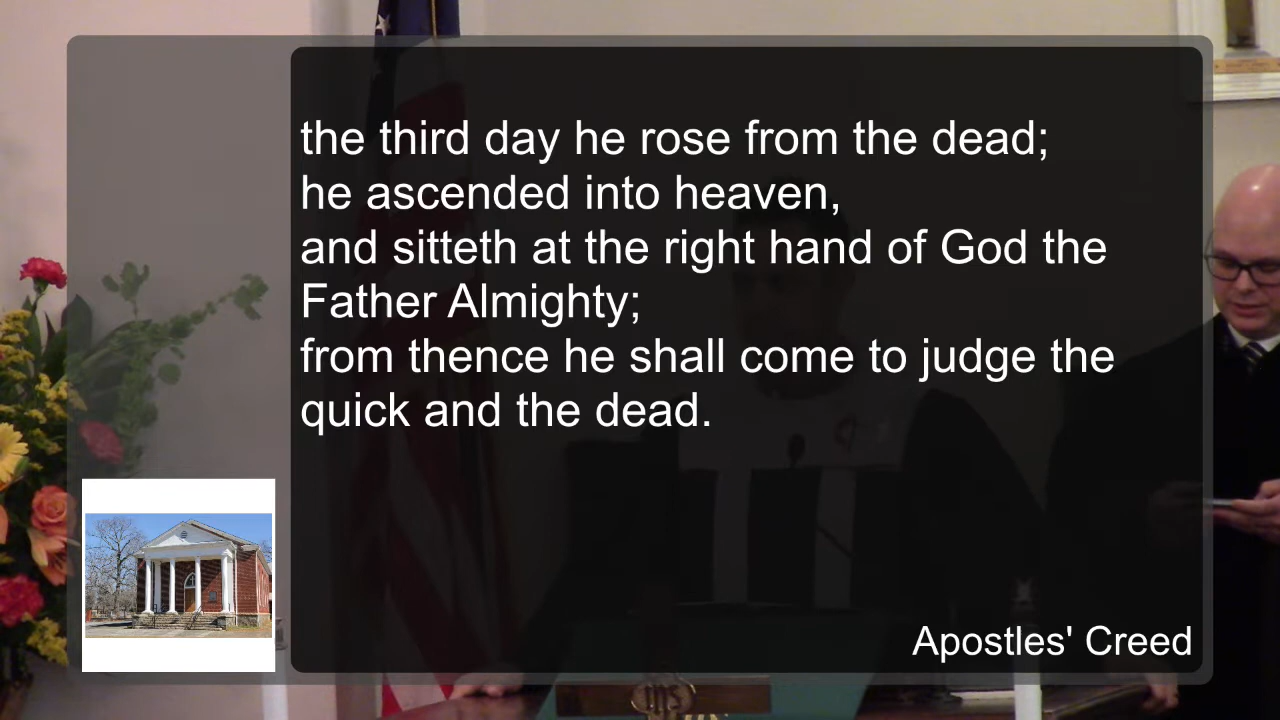 the third day he rose from the dead;
he ascended into heaven,
and sitteth at the right hand of God the
Father Almighty;
from thence he shall come to judge the
quick and the dead.
Apostles' Creed
IHS